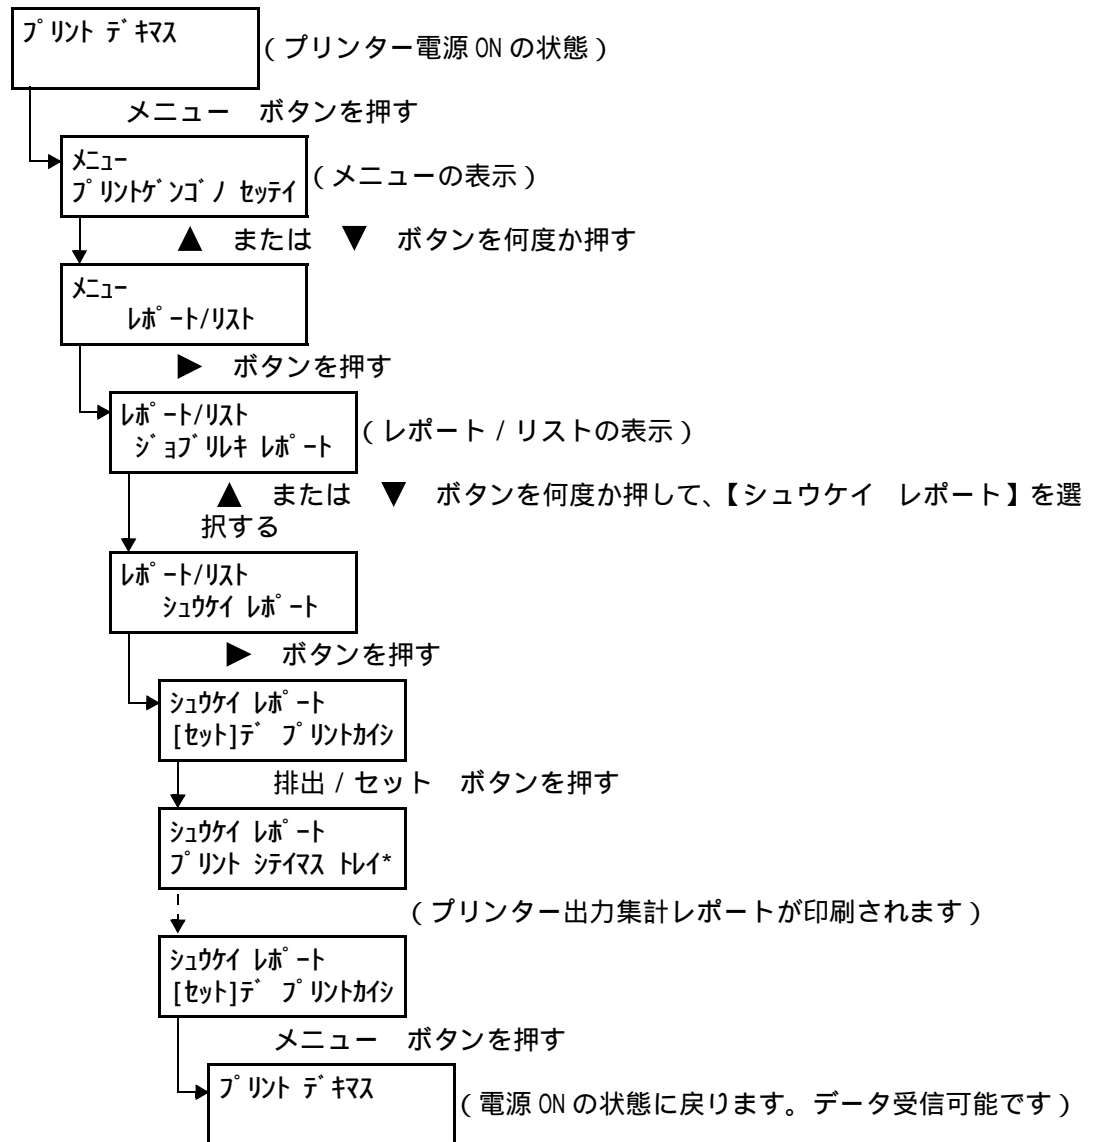 ﾌﾟﾘﾝﾄ ﾃﾞｷﾏｽ
(プリンター電源 ON の状態)
メニュー　ボタンを押す
ﾒﾆｭｰ
ﾌﾟﾘﾝﾄｹﾞﾝｺﾞﾉ ｾｯﾃｲ
(メニューの表示)
▲　または　▼　ボタンを何度か押す
ﾒﾆｭｰ
ﾚﾎﾟｰﾄ/ﾘｽﾄ
▶　ボタンを押す
ﾚﾎﾟｰﾄ/ﾘｽﾄ
ｼﾞｮﾌﾞﾘﾚｷ ﾚﾎﾟｰﾄ
(レポート / リストの表示)
▲　または　▼　ボタンを何度か押して、【シュウケイ　レポート】を選
択する
ﾚﾎﾟｰﾄ/ﾘｽﾄ
ｼｭｳｹｲ ﾚﾎﾟｰﾄ
▶　ボタンを押す
ｼｭｳｹｲ ﾚﾎﾟｰﾄ
[ｾｯﾄ]ﾃﾞ ﾌﾟﾘﾝﾄｶｲｼ
排出 / セット　ボタンを押す
ｼｭｳｹｲ ﾚﾎﾟｰﾄ
ﾌﾟﾘﾝﾄ ｼﾃｲﾏｽ ﾄﾚｲ*
(プリンター出力集計レポートが印刷されます)
ｼｭｳｹｲ ﾚﾎﾟｰﾄ
[ｾｯﾄ]ﾃﾞ ﾌﾟﾘﾝﾄｶｲｼ
メニュー　ボタンを押す
ﾌﾟﾘﾝﾄ ﾃﾞｷﾏｽ
(電源 ON の状態に戻ります。データ受信可能です)